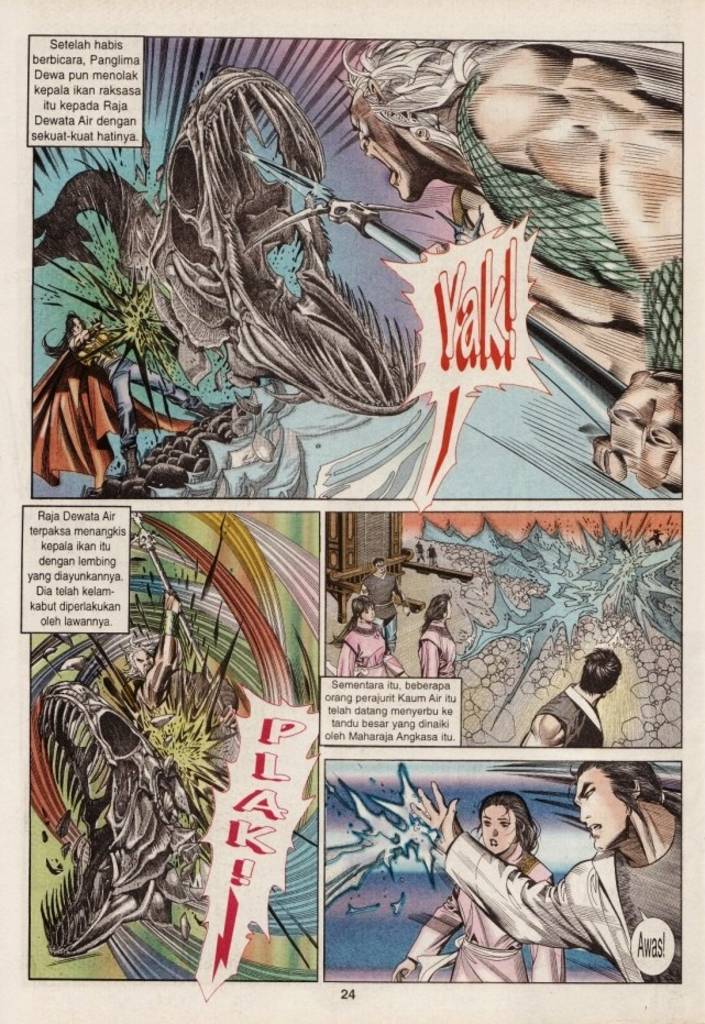 Setelah habis
berbicara, Panglima
Dewa pun menolak
kepala ikan raksasa
itu kepada Raja
Dewata Air dengan
sekuat-kuat hatinya.
Yak!
Raja Dewata Air
terpaksa menangkis
kepala ikan itu
dengan lembing
yang diayunkannya.
Dia telah kelam-
kabut diperlakukan
oleh lawannya.
PLAK!
Sementara itu, beberapa
orang perajurit Kaum Air itu
telah datang menyerbu ke
tandu besar yang dinaiki
oleh Maharaja Angkasa itu.
Awas!
24